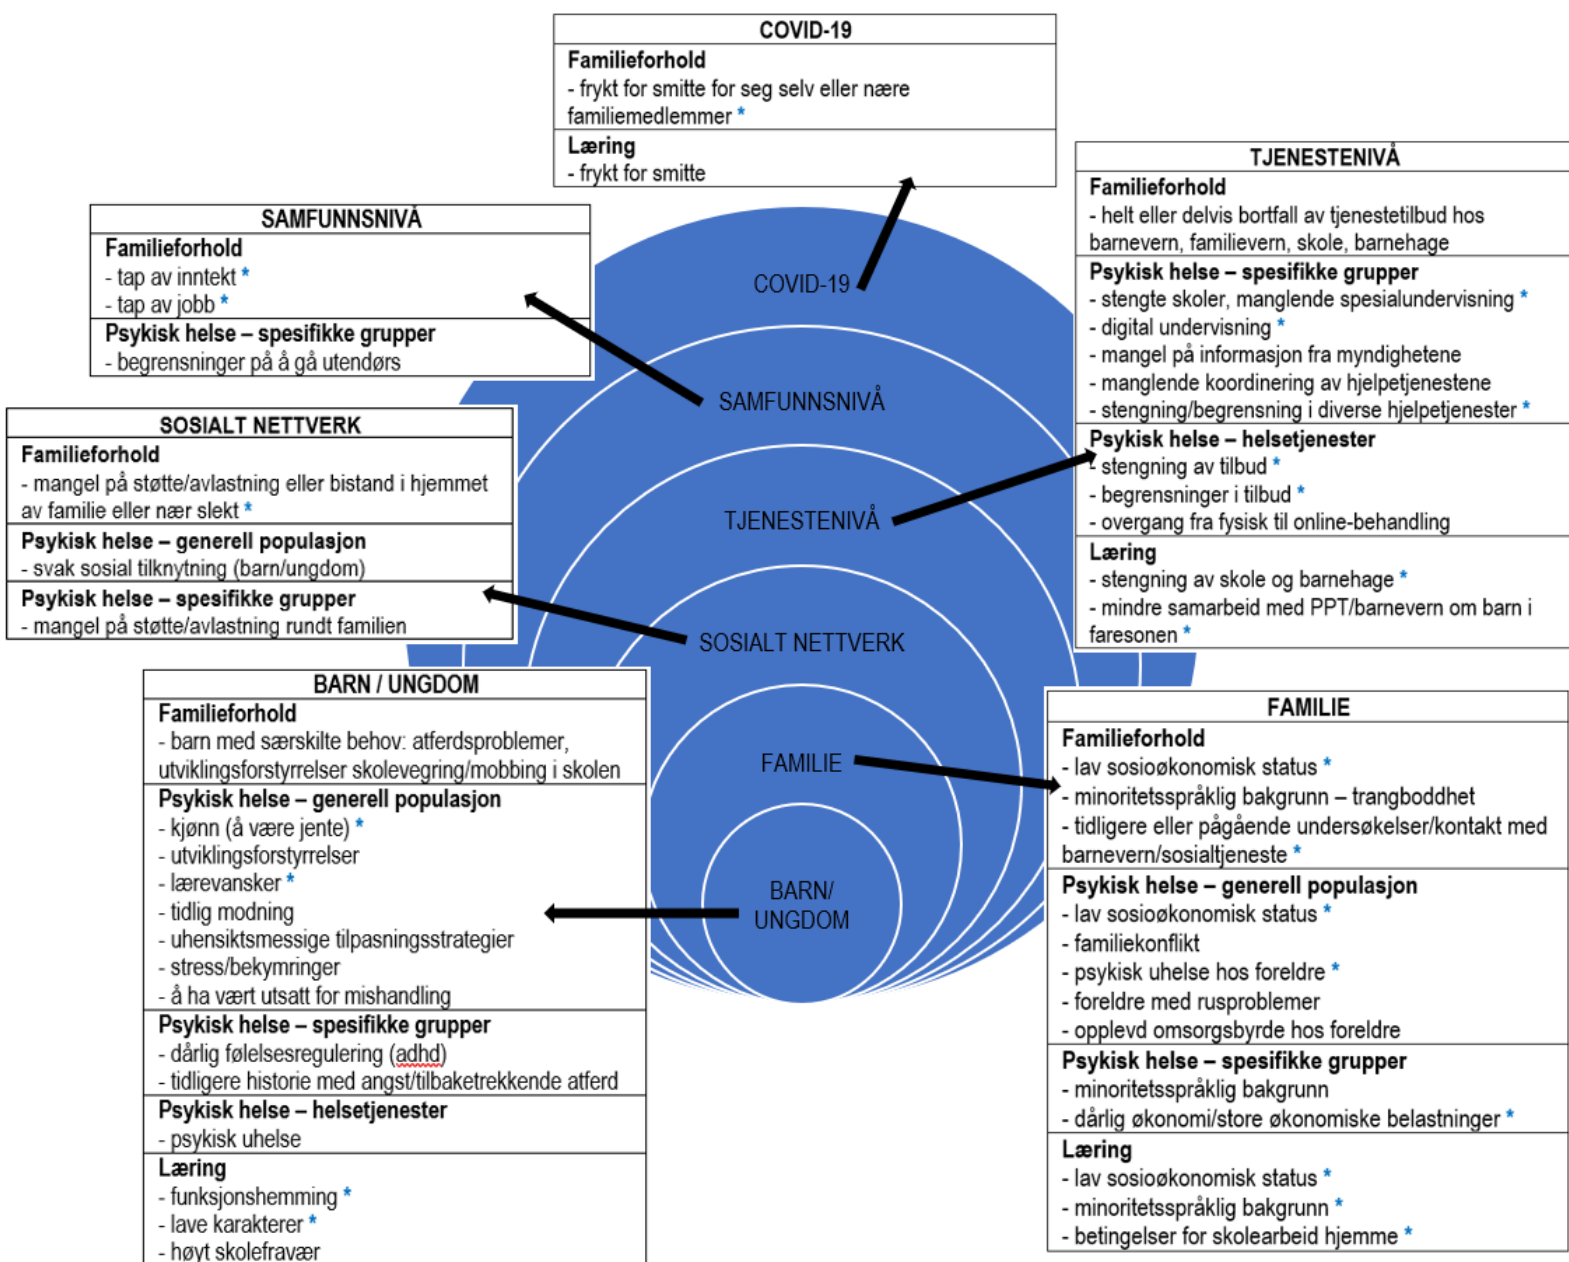 COVID-19
Familieforhold
- frykt for smitte for seg selv eller nære
familiemedlemmer *
Læring
- frykt for smitte
TJENESTENIVÅ
Familieforhold
- helt eller delvis bortfall av tjenestetilbud hos
barnevern, familievern, skole, barnehage
Psykisk helse – spesifikke grupper
- stengte skoler, manglende spesialundervisning *
- digital undervisning *
- mangel på informasjon fra myndighetene
- manglende koordinering av hjelpetjenestene
- stengning/begrensning i diverse hjelpetjenester *
Psykisk helse – helsetjenester
- stengning av tilbud *
- begrensninger i tilbud *
- overgang fra fysisk til online-behandling
Læring
- stengning av skole og barnehage *
- mindre samarbeid med PPT/barnevern om barn i
faresonen *
SAMFUNNSNIVÅ
Familieforhold
- tap av inntekt *
- tap av jobb *
Psykisk helse – spesifikke grupper
- begrensninger på å gå utendørs
SOSIALT NETTVERK
Familieforhold
- mangel på støtte/avlastning eller bistand i hjemmet
av familie eller nær slekt *
Psykisk helse – generell populasjon
- svak sosial tilknytning (barn/ungdom)
Psykisk helse – spesifikke grupper
- mangel på støtte/avlastning rundt familien
COVID-19
SAMFUNNSNIVÅ
TJENESTENIVÅ
SOSIALT NETTVERK
FAMILIE
BARN/
UNGDOM
BARN / UNGDOM
Familieforhold
- barn med særskilte behov: atferdsproblemer,
utviklingsforstyrrelser skolevegring/mobbing i skolen
Psykisk helse – generell populasjon
- kjønn (å være jente) *
- utviklingsforstyrrelser
- lærevansker *
- tidlig modning
- uhensiktsmessige tilpasningsstrategier
- stress/bekymringer
- å ha vært utsatt for mishandling
Psykisk helse – spesifikke grupper
- dårlig følelsesregulering (adhd)
- tidligere historie med angst/tilbaketrekkende atferd
Psykisk helse – helsetjenester
- psykisk uhelse
Læring
- funksjonshemming *
- lave karakterer *
- høyt skolefravær
FAMILIE
Familieforhold
- lav sosioøkonomisk status *
- minoritetsspråklig bakgrunn – trangboddhet
- tidligere eller pågående undersøkelser/kontakt med
barnevern/sosialtjeneste *
Psykisk helse – generell populasjon
- lav sosioøkonomisk status *
- familiekonflikt
- psykisk uhelse hos foreldre *
- foreldre med rusproblemer
- opplevd omsorgsbyrde hos foreldre
Psykisk helse – spesifikke grupper
- minoritetsspråklig bakgrunn
- dårlig økonomi/store økonomiske belastninger *
Læring
- lav sosioøkonomisk status *
- minoritetsspråklig bakgrunn *
- betingelser for skolearbeid hjemme *